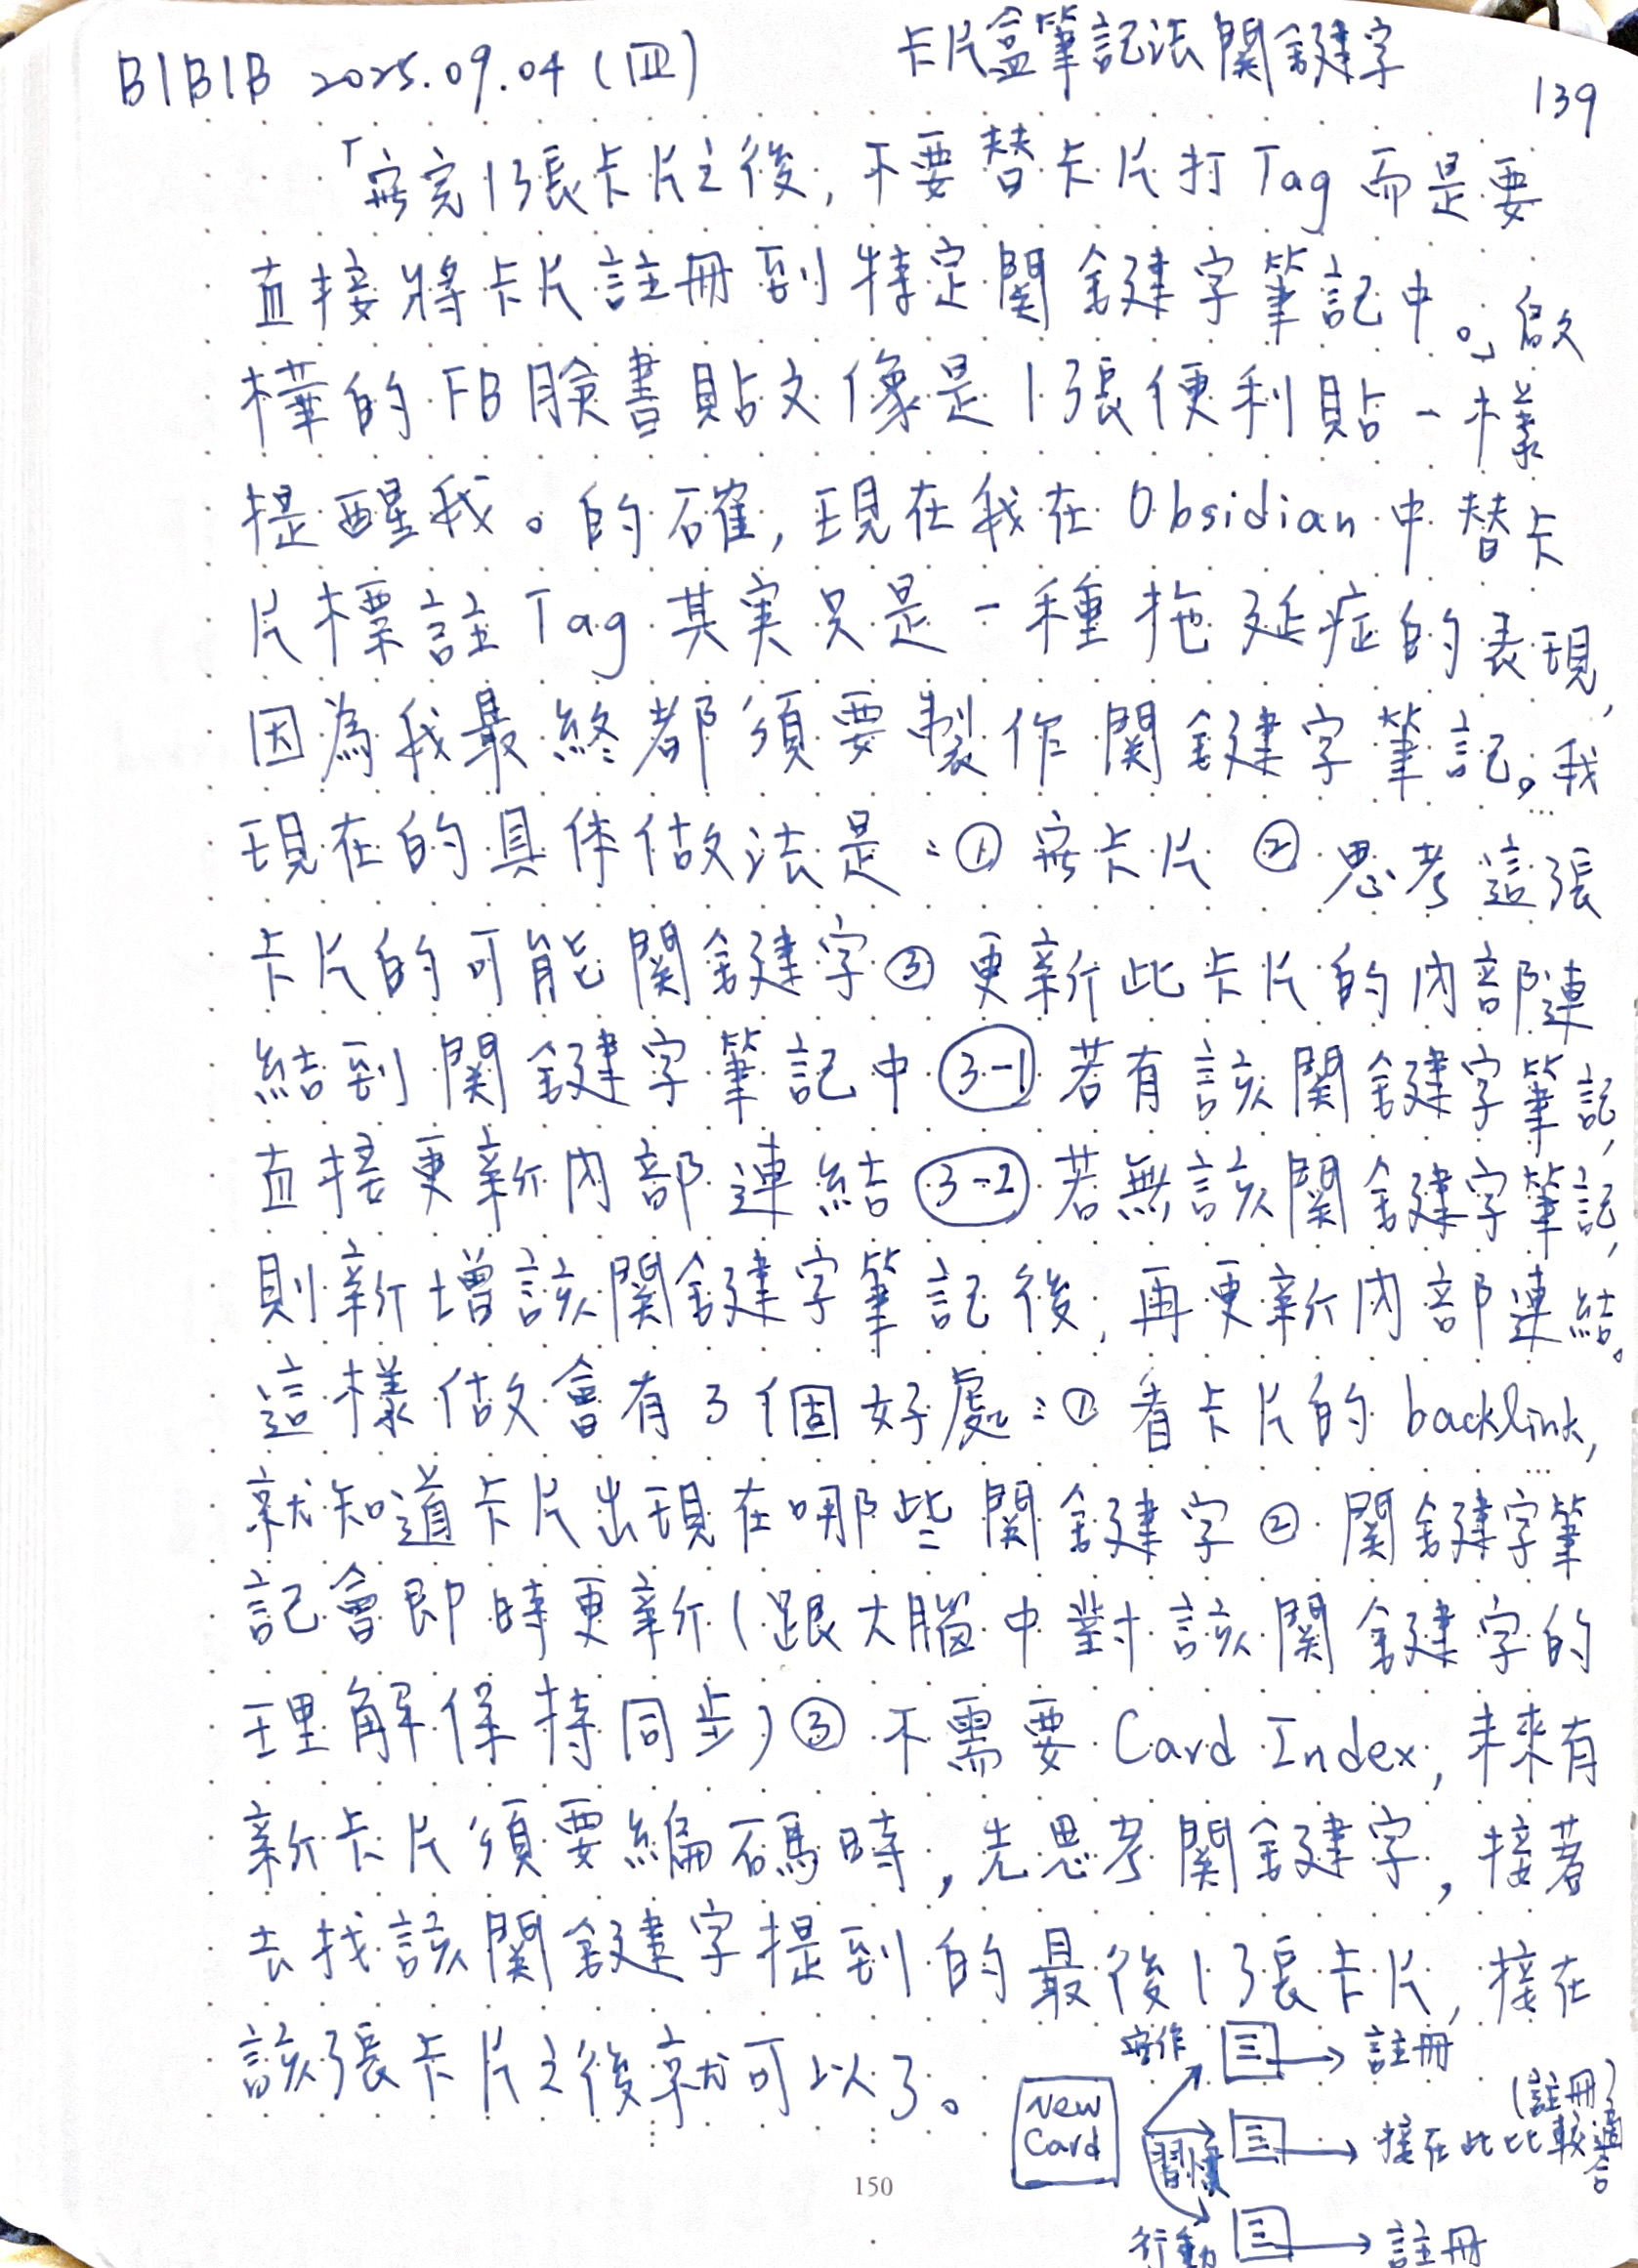 B1B1B 2025.09.04 (四)
卡片盒筆記法關鍵字
139
「寫完1張卡片之後, 不要替卡片打Tag而是要
直接將卡片註冊到特定關鍵字筆記中。」啟
樺的FB臉書貼文像是1張便利貼一樣
提醒我。的確, 現在我在Obsidian中替卡
片標註Tag其实只是一種拖延症的表現,
因為我最終都須要製作關鍵字筆記。我
現在的具体做法是:①寫卡片 ②思考這張
卡片的可能關鍵字③更新此卡片的內部連
結到關鍵字筆記中 3-1 若有該關鍵字筆記,
直接更新內部連結 3-2 若無該關鍵字筆記,
則新增該關鍵字筆記後, 再更新內部連結。
這樣做會有3個好處:①看卡片的backlink,
就知道卡片出現在哪些關鍵字②關鍵字筆
記會即時更新(跟大腦中對該關鍵字的
理解保持同步)③不需要Card Index, 未來有
新卡片須要編碼時, 先思考關鍵字, 接著
去找該關鍵字提到的最後1張卡片, 接在
該張卡片之後就可以了。
New
Card
寫作
註冊
習慣
接在此比較適合
(註冊)
行動
註冊
150